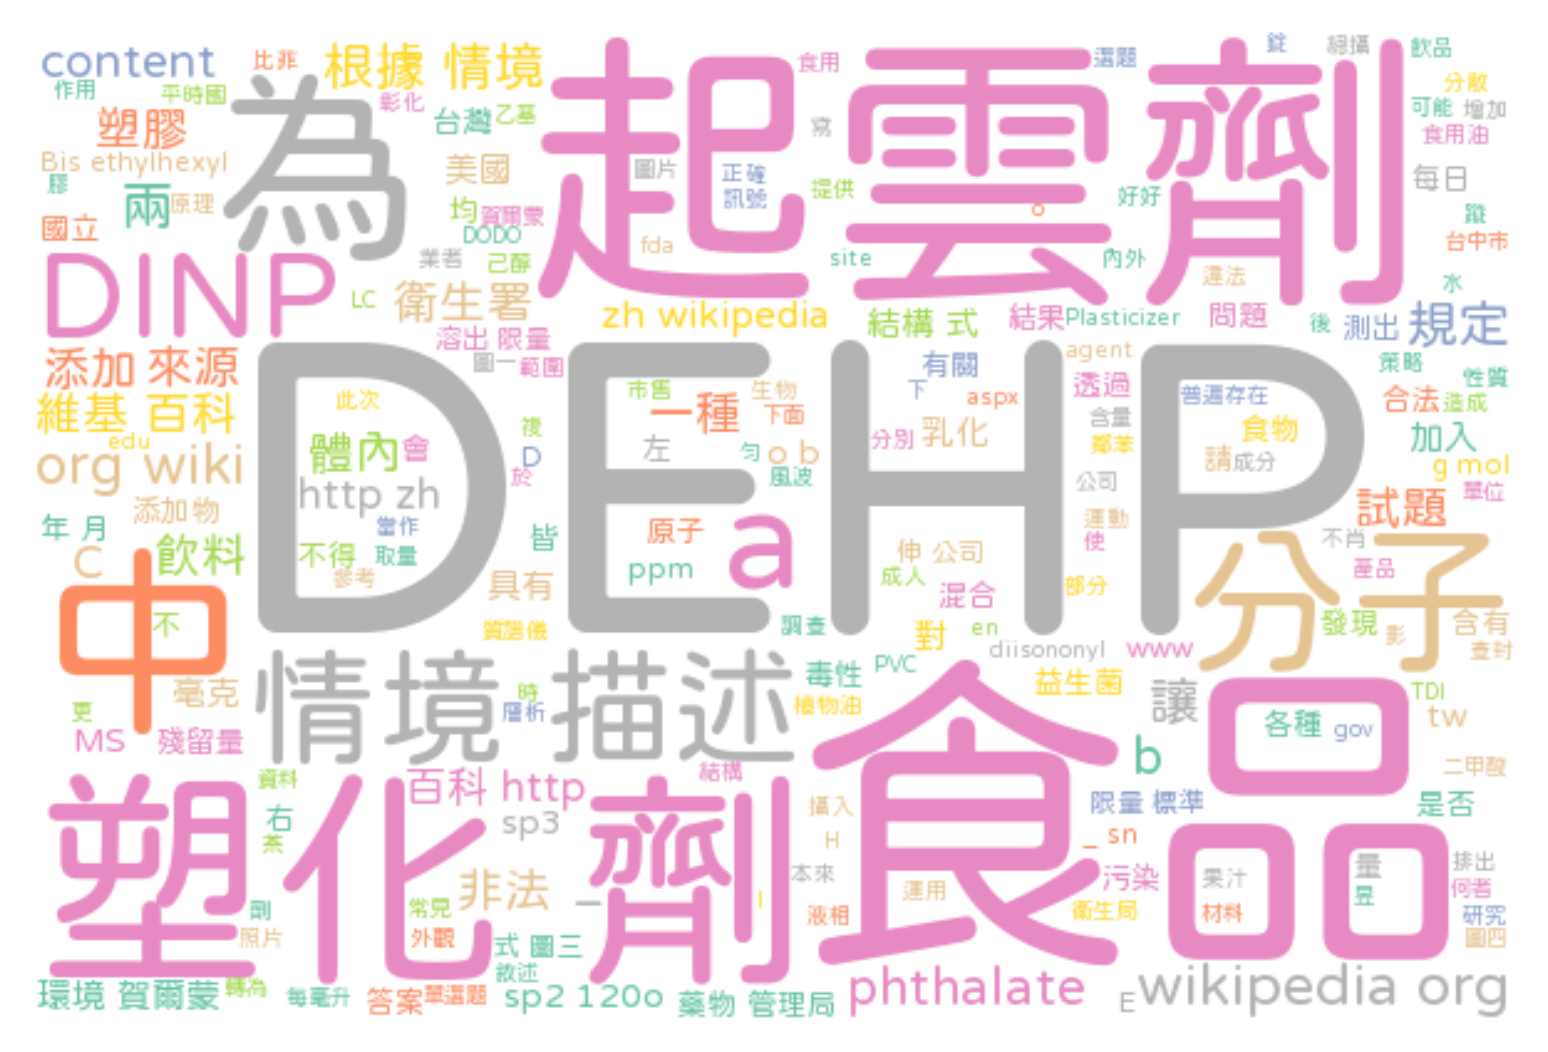 content
比非
根據 情境
食用
選題
錠
總攝
飲品
作用
平時國
彰化
台灣
乙基
起雲劑
分散
塑膠
為
寫
可能
增加
食用油
Bis ethylhexyl
美國
圖片
正確
訊號
提供
好好
每日
膠
兩
原理
均
賀爾蒙
o
蹤
國立
DODO
fda
site
內外
台中市
業者
己醇
違法
水
DINP
LC
衛生署
zh wikipedia
結構 式
結果
Plasticizer
問題
後
測出
規定
溶出 限量
圖一
範圍
有關
agent
策略
添加 來源
DEHP
市售
生物
下
透過
性質
維基 百科
此次
一種
下面
aspx
含量
普遍存在
合法
造成
edu
體內
會
複
左
分別
乳化
鄰苯
食物
加入
org wiki
D
勻
o b
請
成分
g mol
http zh
於
風波
公司
單位
添加物
當作
原子
a
運動
試題
年 月
飲料
不得
取量
皆
伸 公司
使
不肖
分子
C
參考
具有
ppm
成人
混合
部分
產品
中
不
質譜儀
調查
對
en
發現
影
含有
diisononyl
www
查封
情境 描述
毒性
PVC
益生菌
毫克
時
植物油
讓
品
TDI
更
層析
各種
gov
tw
MS
殘留量
食
b
塑化劑
資料
百科 http
結構
二甲酸
右
sp3
攝入
限量 標準
是否
茶
H
_ sn
非法
本來
污染
果汁
量
排出
劑
常見
運用
昱
何者
照片
外觀
液相
衛生局
材料
研究
式 圖三
圖四
敘述
環境 賀爾蒙
轉為
每毫升
答案
單選題
sp2 120o
藥物 管理局
phthalate
E
wikipedia org